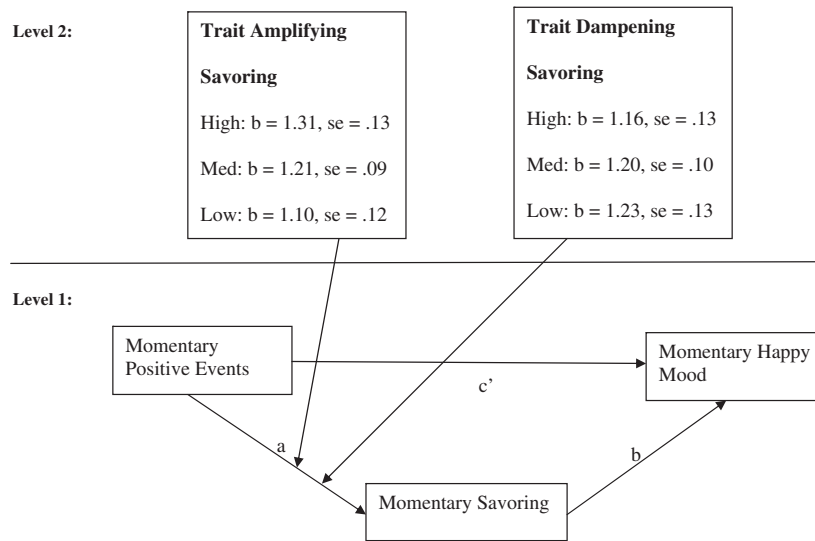 Level 2:
Trait Amplifying
Savoring
High: b = 1.31, se = .13
Med: b = 1.21, se = .09
Low: b = 1.10, se = .12
Trait Dampening
Savoring
High: b = 1.16, se = .13
Med: b = 1.20, se = .10
Low: b = 1.23, se = .13
Level 1:
Momentary
Positive Events
Momentary Happy
Mood
c’
a
b
Momentary Savoring